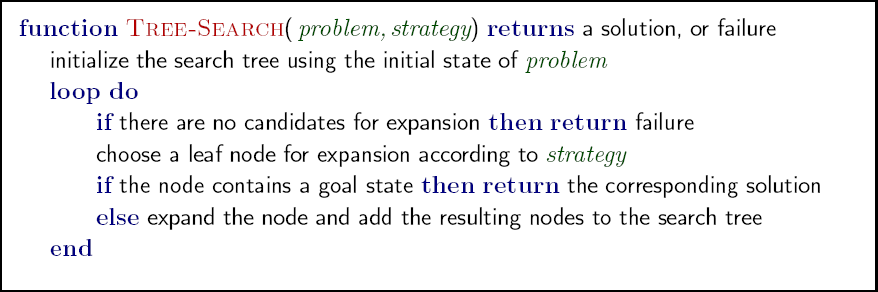 function TREE-SEARCH( problem, strategy) returns a solution, or failure
initialize the search tree using the initial state of problem
loop do
if there are no candidates for expansion then return failure
choose a leaf node for expansion according to strategy
if the node contains a goal state then return the corresponding solution
else expand the node and add the resulting nodes to the search tree
end